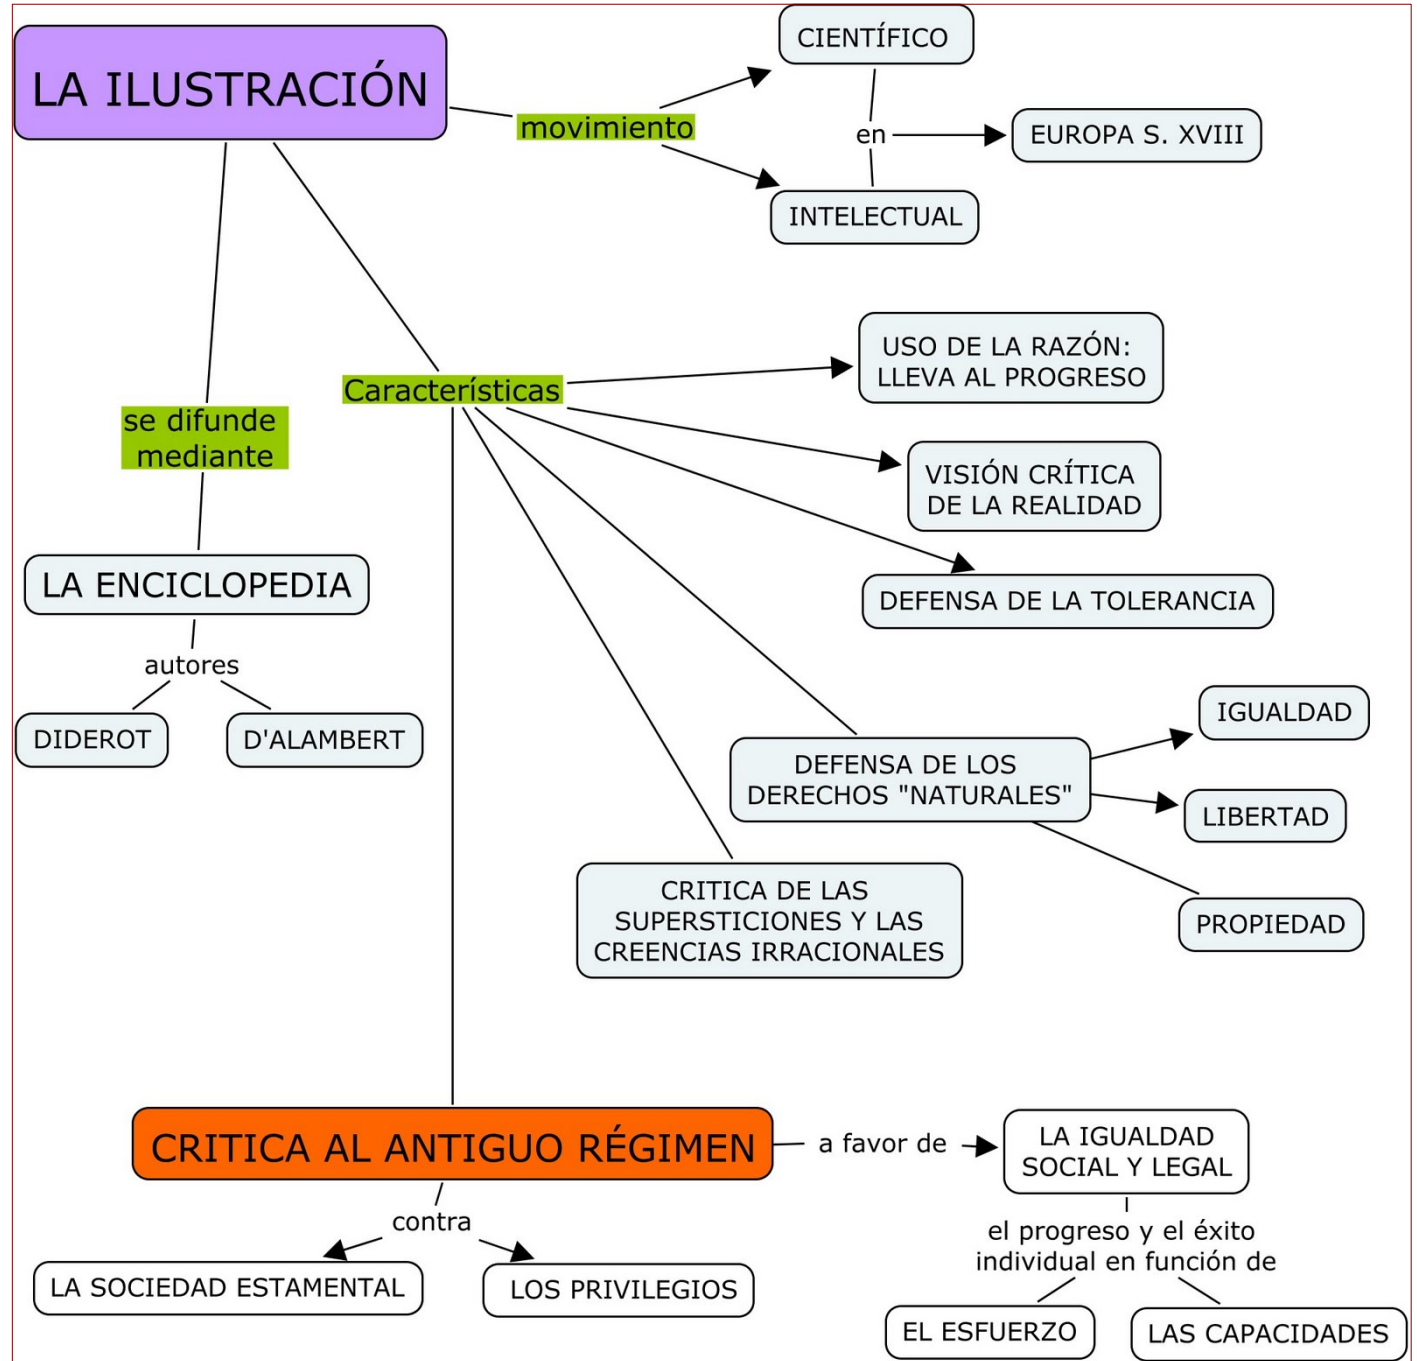 LA ILUSTRACIÓN
movimiento
CIENTÍFICO
en
EUROPA S. XVIII
INTELECTUAL
Características
USO DE LA RAZÓN:
LLEVA AL PROGRESO
VISIÓN CRÍTICA
DE LA REALIDAD
DEFENSA DE LA TOLERANCIA
se difunde
mediante
LA ENCICLOPEDIA
autores
DIDEROT
D'ALAMBERT
DEFENSA DE LOS
DERECHOS "NATURALES"
IGUALDAD
LIBERTAD
PROPIEDAD
CRITICA DE LAS
SUPERSTICIONES Y LAS
CREENCIAS IRRACIONALES
CRITICA AL ANTIGUO RÉGIMEN
a favor de
LA IGUALDAD
SOCIAL Y LEGAL
contra
LA SOCIEDAD ESTAMENTAL
LOS PRIVILEGIOS
el progreso y el éxito
individual en función de
EL ESFUERZO
LAS CAPACIDADES